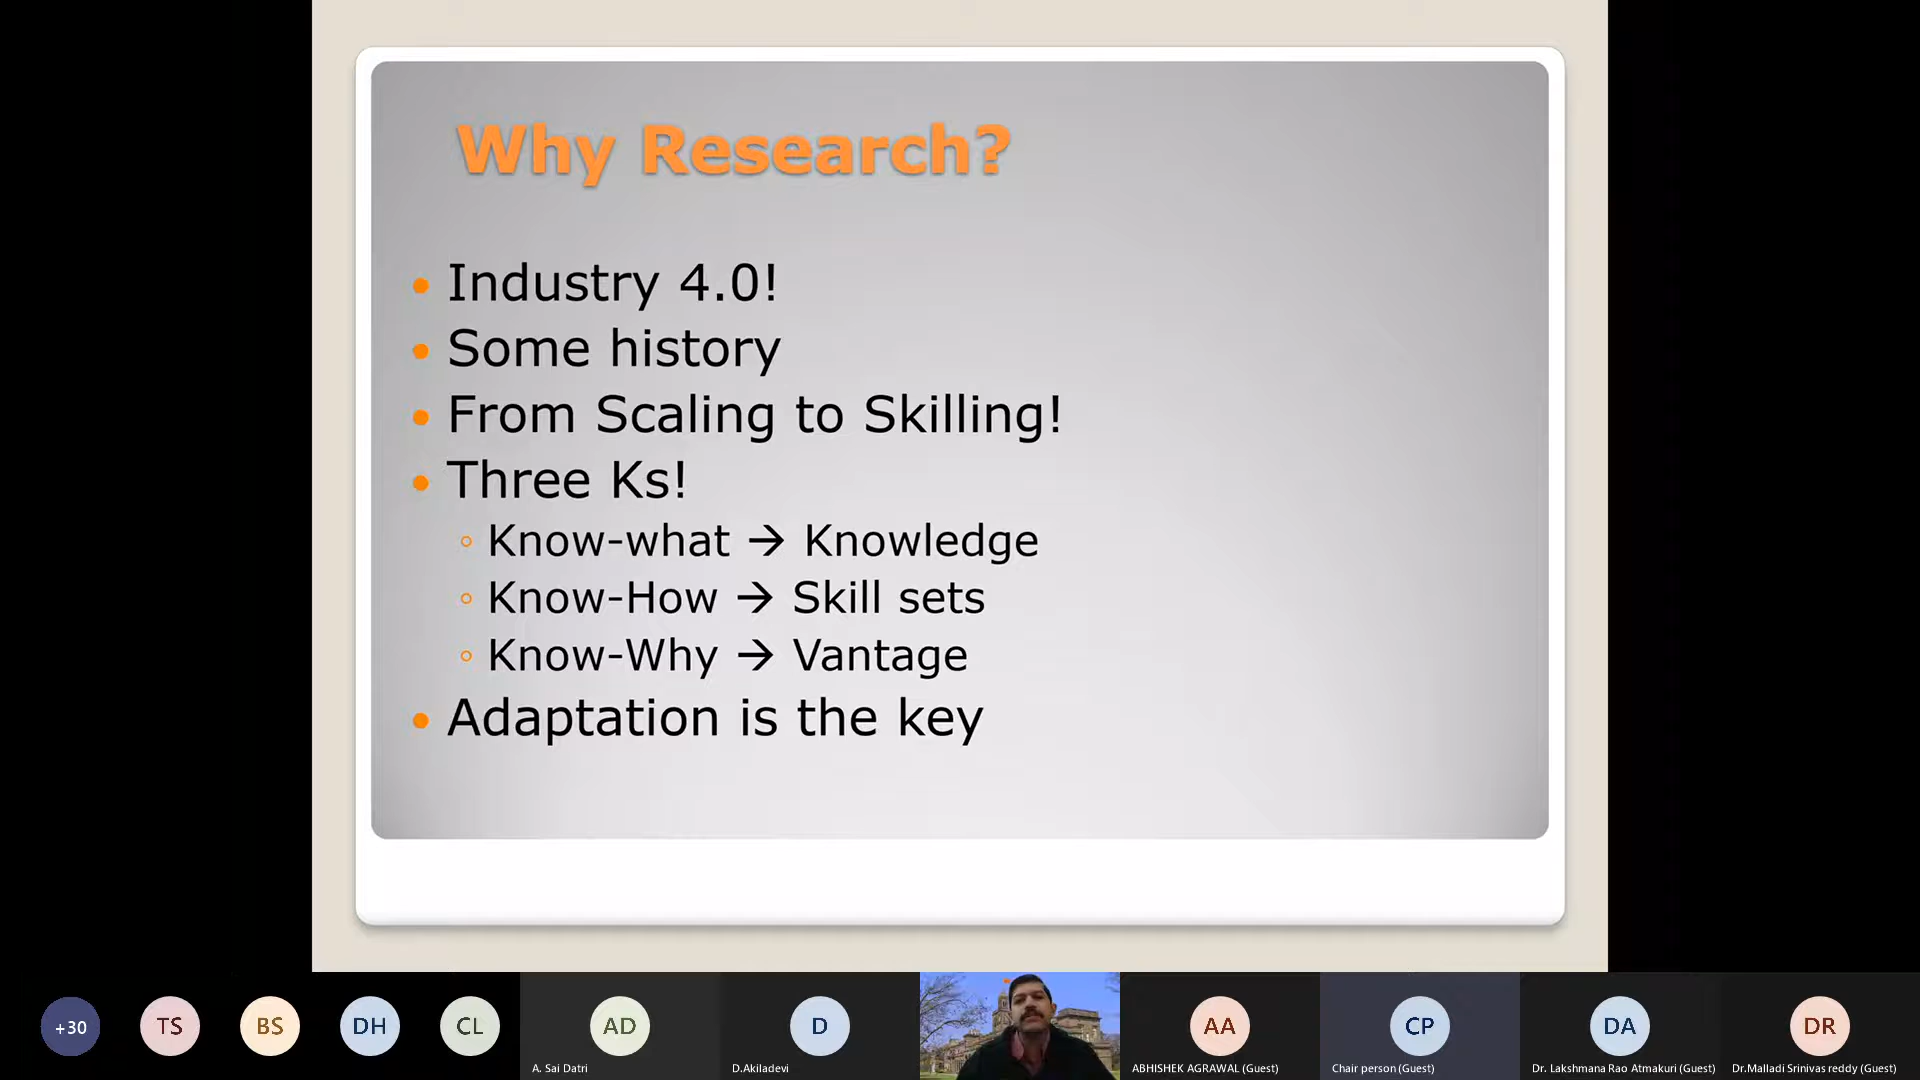 Why Research?
Industry 4.0!
Some history
From Scaling to Skilling!
Three Ks!
Know-what → Knowledge
Know-How → Skill sets
Know-Why → Vantage
Adaptation is the key
+30
TS
BS
DH
CL
AD
A. Sai Datri
D
D.Akiladevi
AA
ABHISHEK AGRAWAL (Guest)
CP
Chair person (Guest)
DA
Dr. Lakshmana Rao Atmakuri (Guest)
DR
Dr.Malladi Srinivas reddy (Guest)